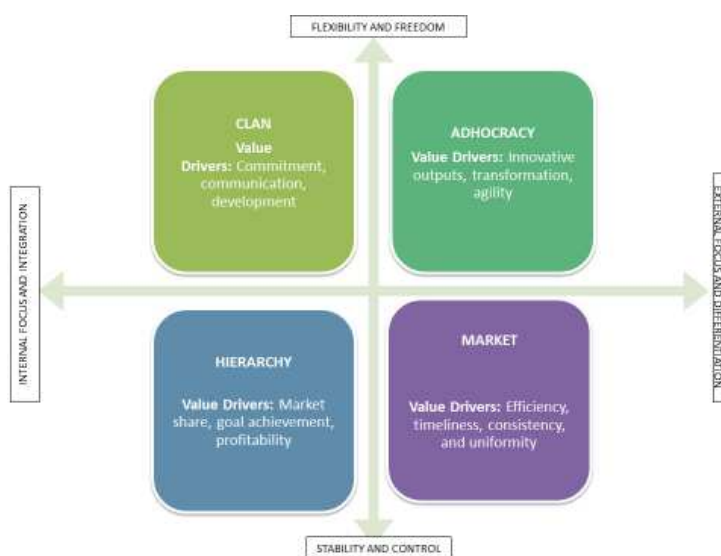 FLEXIBILITY AND FREEDOM
CLAN
Value
Drivers: Commitment,
communication,
development
ADHOCRACY
Value Drivers: Innovative
outputs, transformation,
agility
INTERNAL FOCUS AND INTEGRATION
EXTERNAL FOCUS AND DIFFERENTIATION
HIERARCHY
Value Drivers: Market
share, goal achievement,
profitability
MARKET
Value Drivers: Efficiency,
timeliness, consistency,
and uniformity
STABILITY AND CONTROL